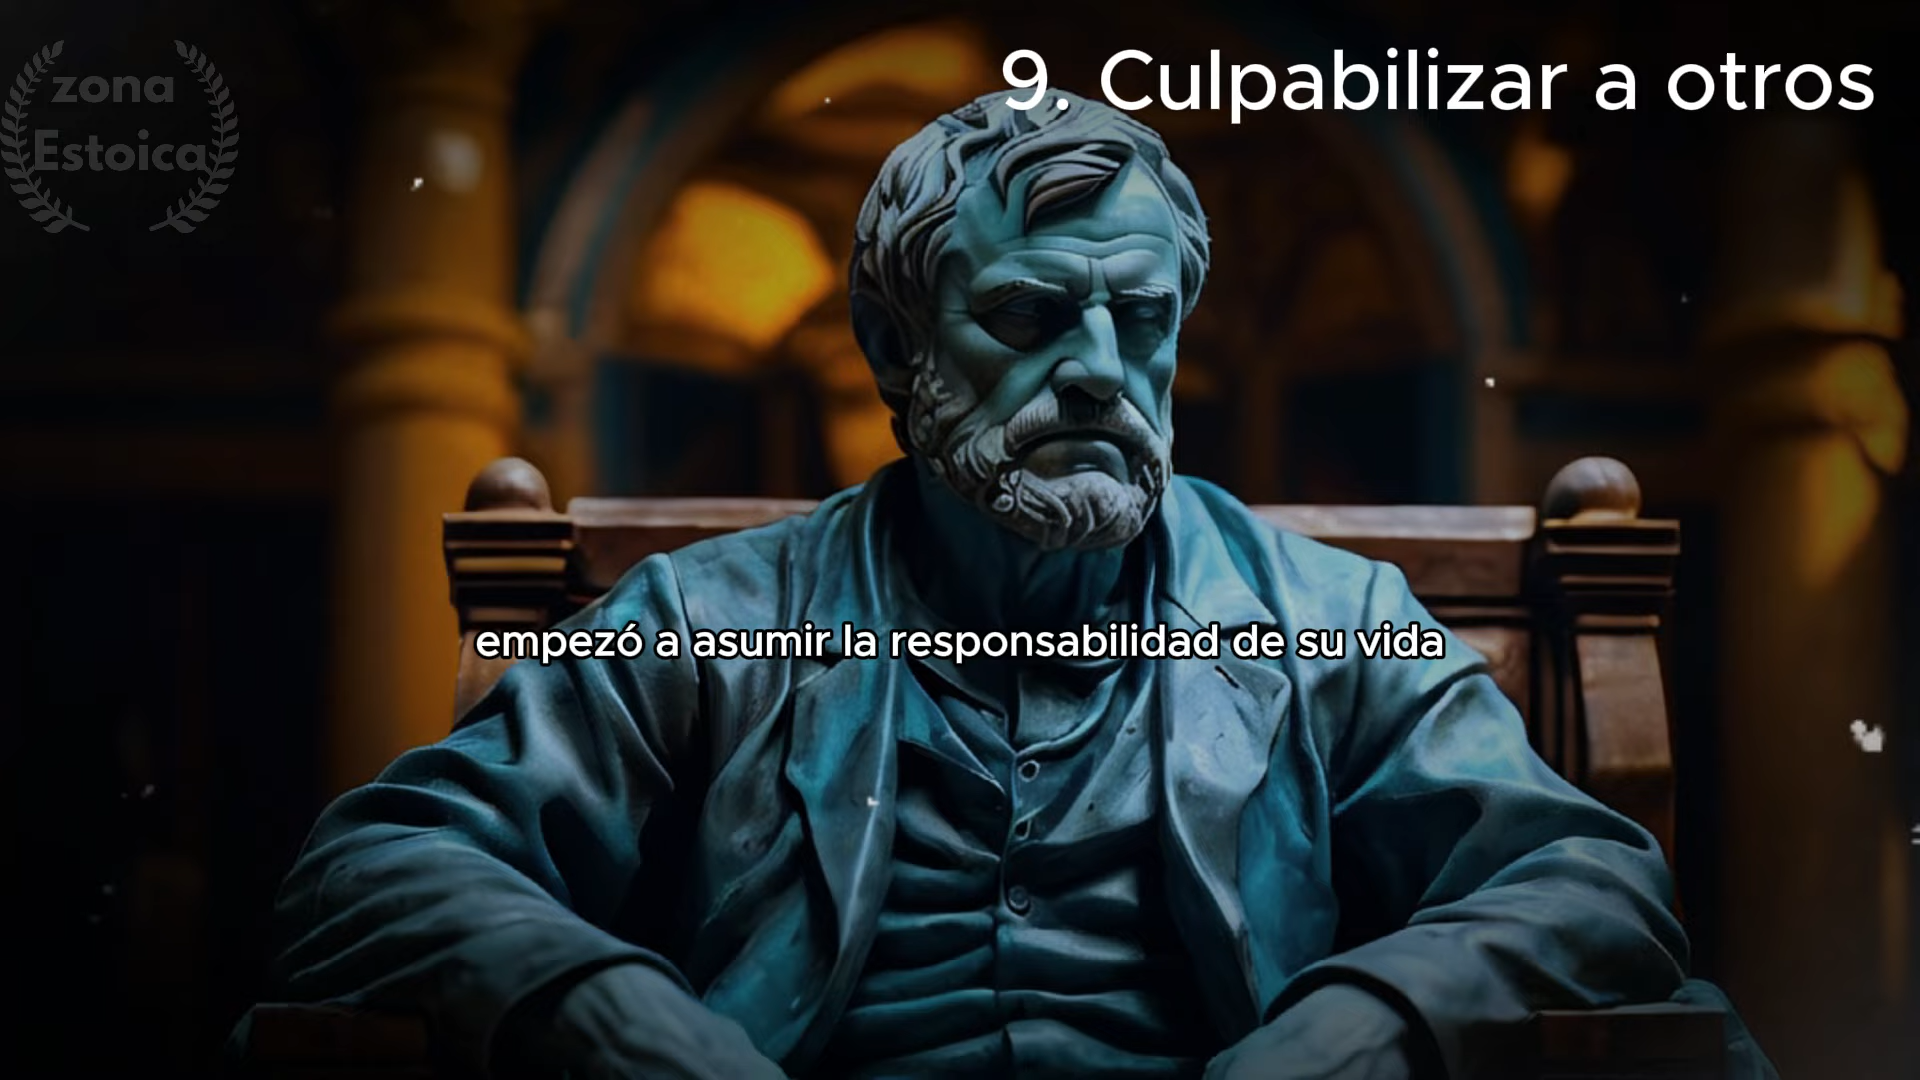 zona
Estoica
9. Culpabilizar a otros
empezó a asumir la responsabilidad de su vida